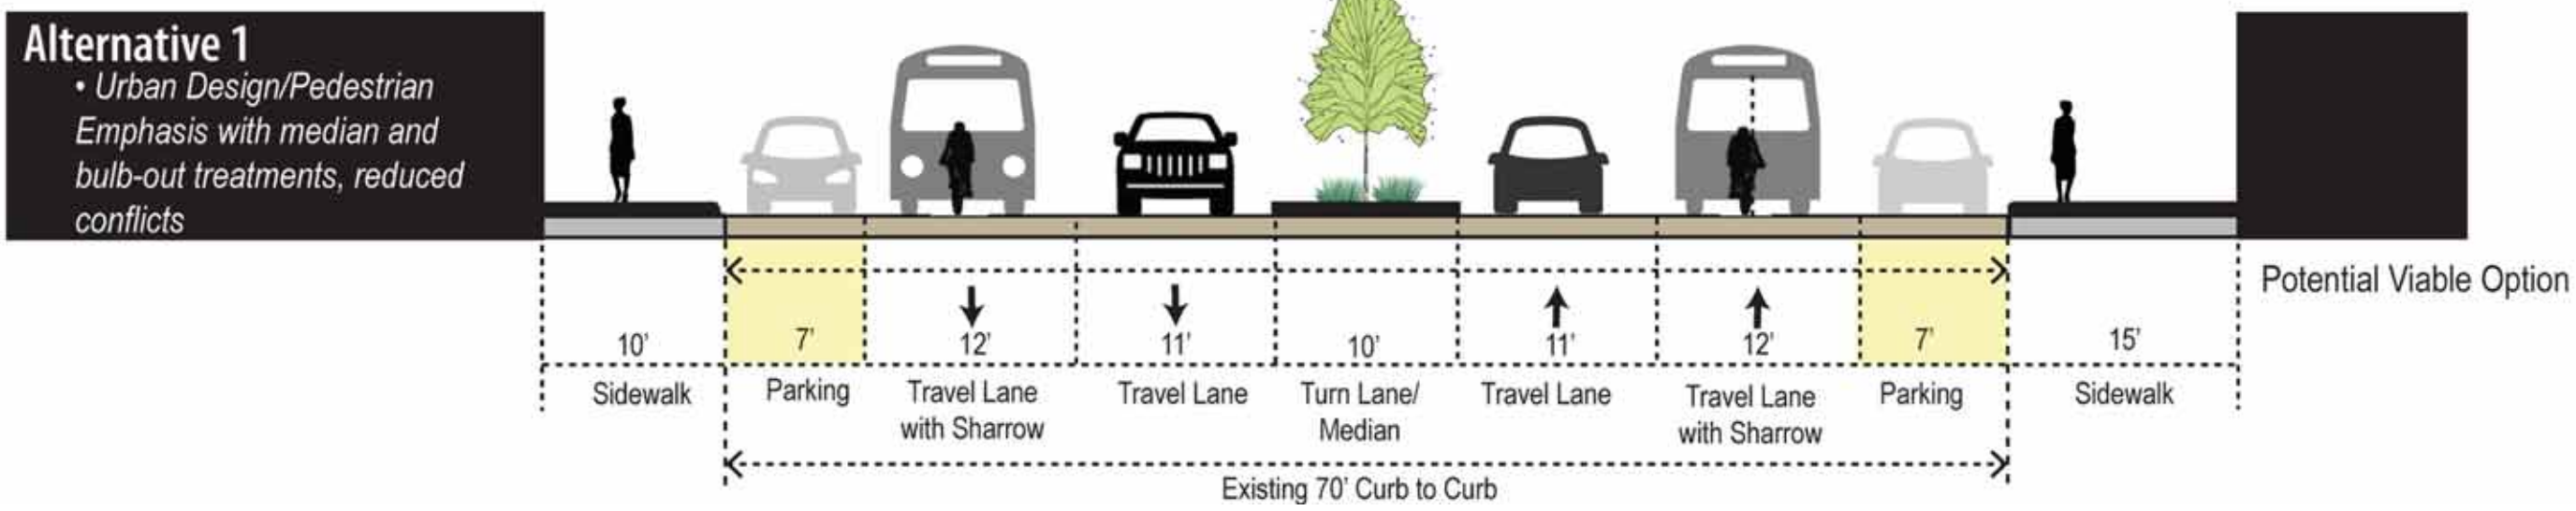 Alternative 1
• Urban Design/Pedestrian
Emphasis with median and
bulb-out treatments, reduced
conflicts
Potential Viable Option
10' 7' 12' 11' 10' 11' 12' 7' 15'
Sidewalk Parking Travel Lane Travel Lane Turn Lane/ Travel Lane Travel Lane Parking Sidewalk
with Sharrow Median with Sharrow
Existing 70' Curb to Curb